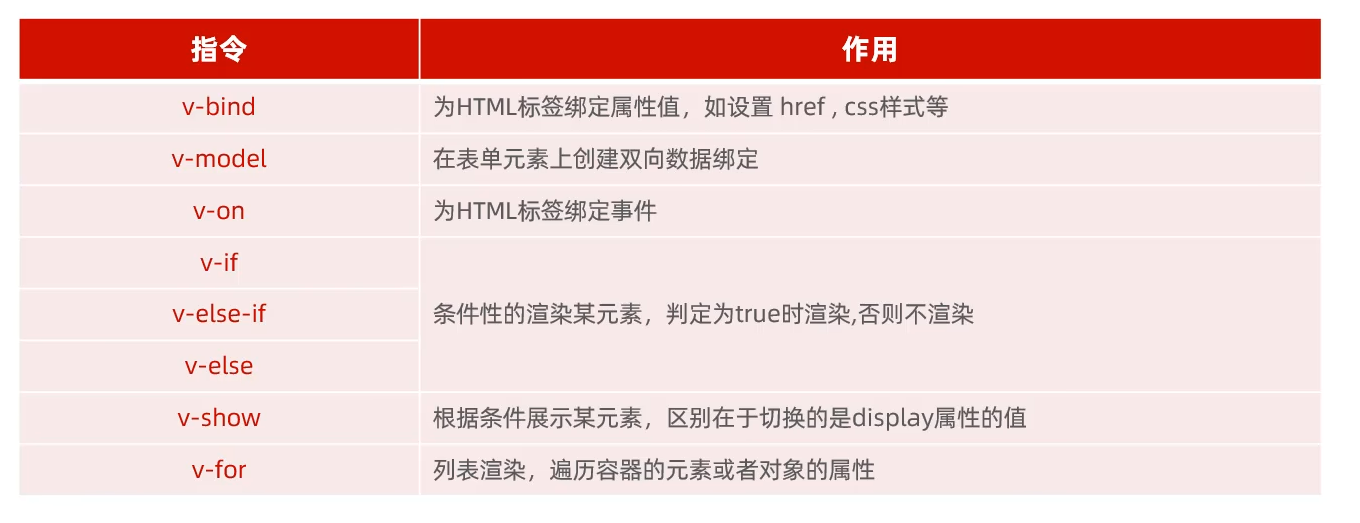 指令 作用
v-bind 为HTML标签绑定属性值，如设置 href , css样式等
v-model 在表单元素上创建双向数据绑定
v-on 为HTML标签绑定事件
v-if
v-else-if 条件性的渲染某元素，判定为true时渲染,否则不渲染
v-else
v-show 根据条件展示某元素，区别在于切换的是display属性的值
v-for 列表渲染，遍历容器的元素或者对象的属性